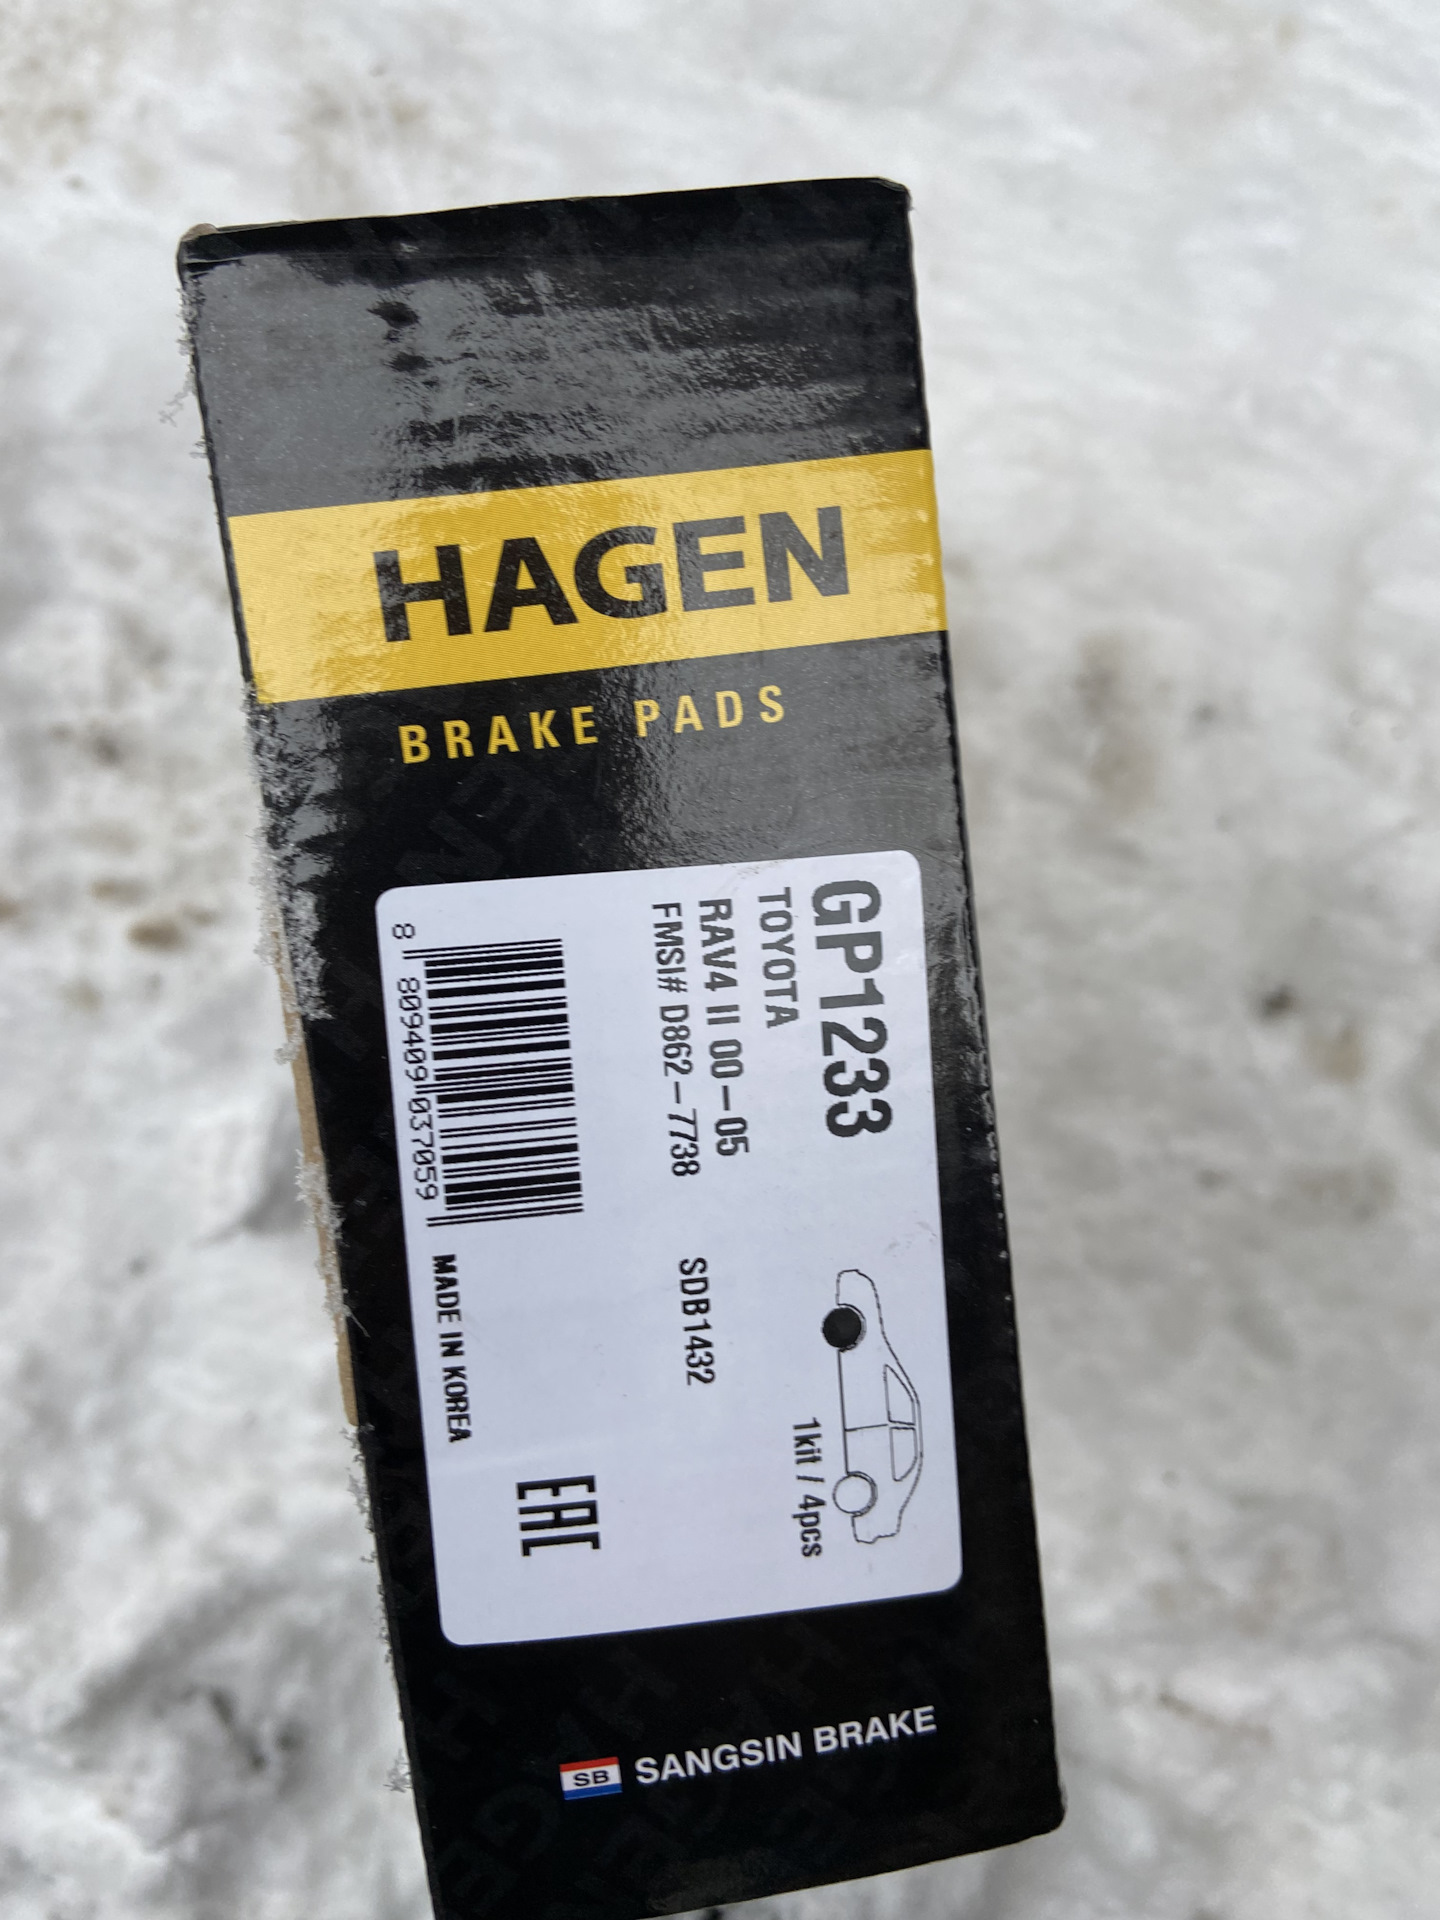 HAGEN
BRAKE PADS
GP1233
TOYOTA
RAV4 II 00-05
FMSI# D862-7738
SDB1432
1kit / 4pcs
8 809409 037059
MADE IN KOREA
EAC
SB SANGSIN BRAKE